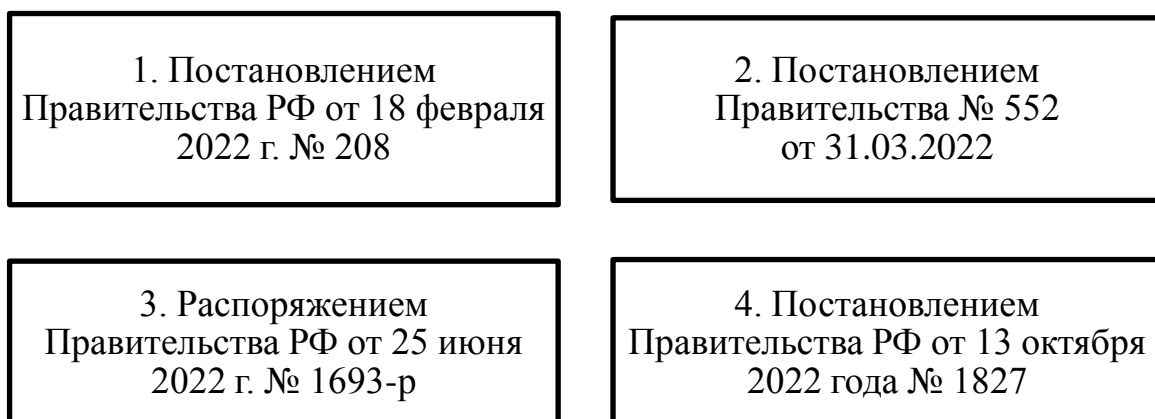 1. Постановлением
Правительства РФ от 18 февраля
2022 г. № 208
2. Постановлением
Правительства № 552
от 31.03.2022
3. Распоряжением
Правительства РФ от 25 июня
2022 г. № 1693-р
4. Постановлением
Правительства РФ от 13 октября
2022 года № 1827